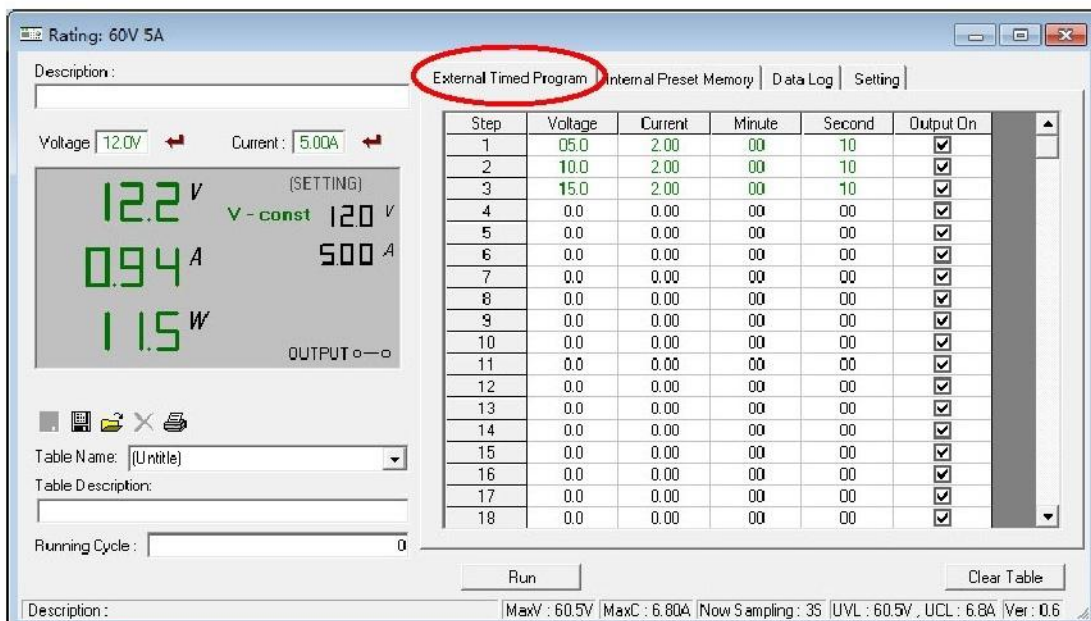 Rating: 60V 5A
Description :
Voltage 12.0V Current : 5.00A
12.2 V (SETTING)
V - const 12.0 V
0.94 A 5.00 A
11.5 W
OUTPUT
Table Name: (Untitle)
Table Description:
Running Cycle : 0
External Timed Program Internal Preset Memory Data Log Setting
Step Voltage Current Minute Second Output On
1 05.0 2.00 00 10
2 10.0 2.00 00 10
3 15.0 2.00 00 10
4 0.0 0.00 00 00
5 0.0 0.00 00 00
6 0.0 0.00 00 00
7 0.0 0.00 00 00
8 0.0 0.00 00 00
9 0.0 0.00 00 00
10 0.0 0.00 00 00
11 0.0 0.00 00 00
12 0.0 0.00 00 00
13 0.0 0.00 00 00
14 0.0 0.00 00 00
15 0.0 0.00 00 00
16 0.0 0.00 00 00
17 0.0 0.00 00 00
18 0.0 0.00 00 00
Run Clear Table
Description : MaxV : 60.5V MaxC : 6.80A Now Sampling : 3S UVL : 60.5V , UCL : 6.8A Ver : 0.6